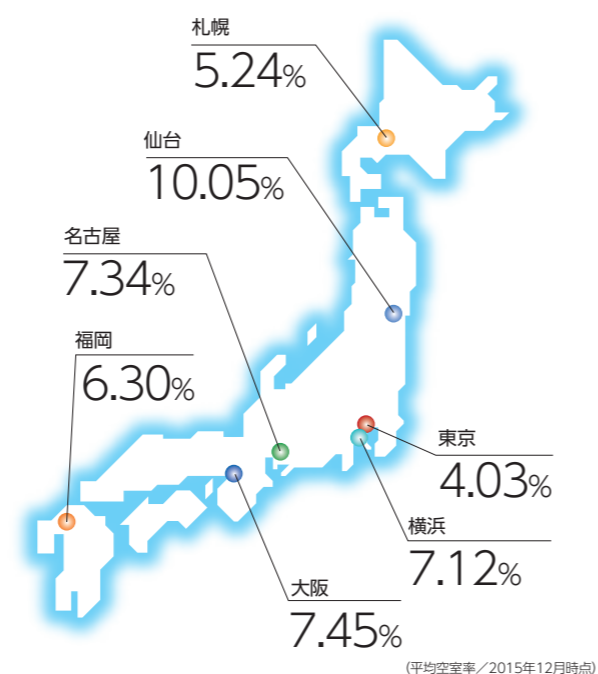 札幌
5.24%
仙台
10.05%
名古屋
7.34%
福岡
6.30%
東京
4.03%
横浜
7.12%
大阪
7.45%
(平均空室率／2015年12月時点)